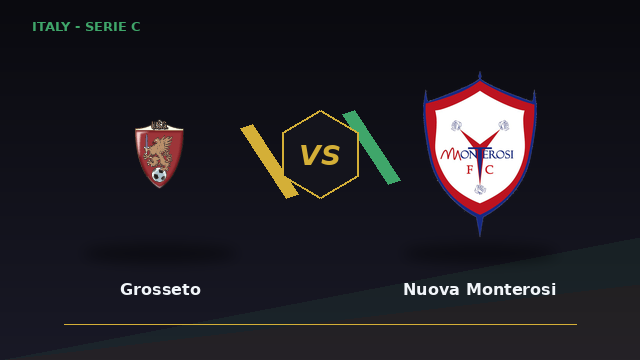 ITALY - SERIE C
VS
MONTEROSI
F C
Grosseto
Nuova Monterosi